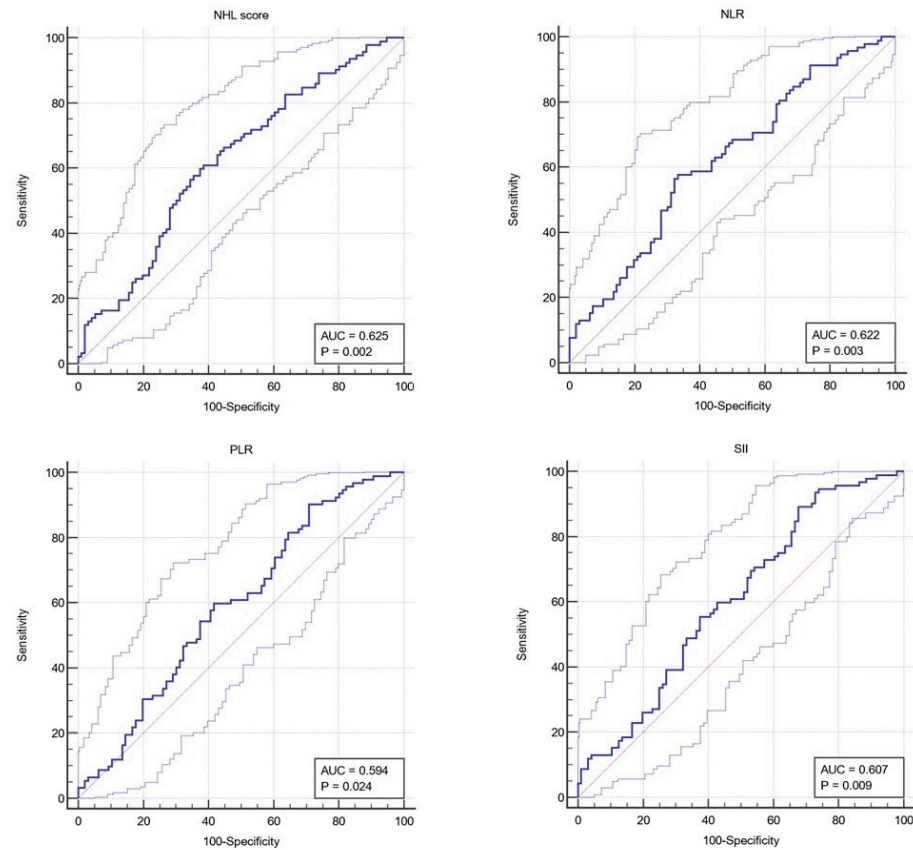 NHL score
100
80
60
40
20
0
Sensitivity
0 20 40 60 80 100
100-Specificity
AUC = 0.625
P = 0.002
NLR
100
80
60
40
20
0
Sensitivity
0 20 40 60 80 100
100-Specificity
AUC = 0.622
P = 0.003
PLR
100
80
60
40
20
0
Sensitivity
0 20 40 60 80 100
100-Specificity
AUC = 0.594
P = 0.024
SII
100
80
60
40
20
0
Sensitivity
0 20 40 60 80 100
100-Specificity
AUC = 0.607
P = 0.009